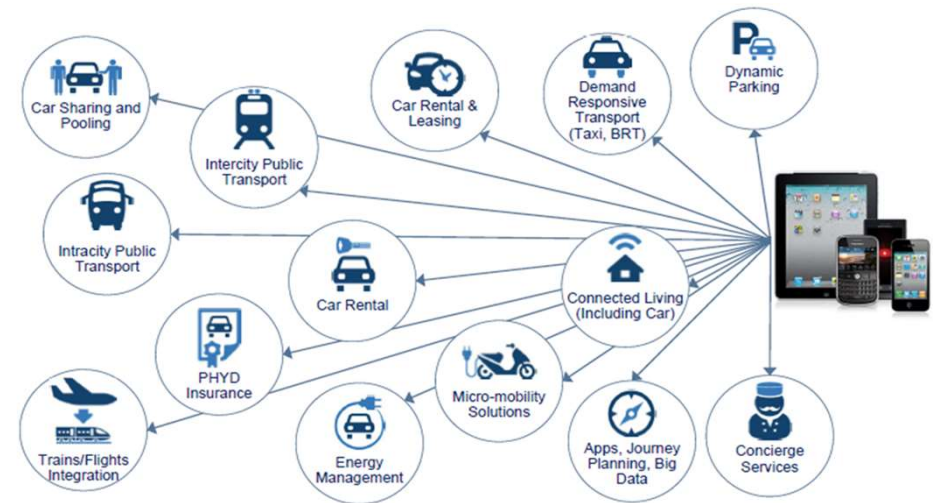 Car Sharing and
Pooling
Intercity Public
Transport
Car Rental &
Leasing
Demand
Responsive
Transport
(Taxi, BRT)
P
Dynamic
Parking
Intracity Public
Transport
Car Rental
Connected Living
(Including Car)
PHYD
Insurance
Micro-mobility
Solutions
Trains/Flights
Integration
Energy
Management
Apps, Journey
Planning, Big
Data
Concierge
Services